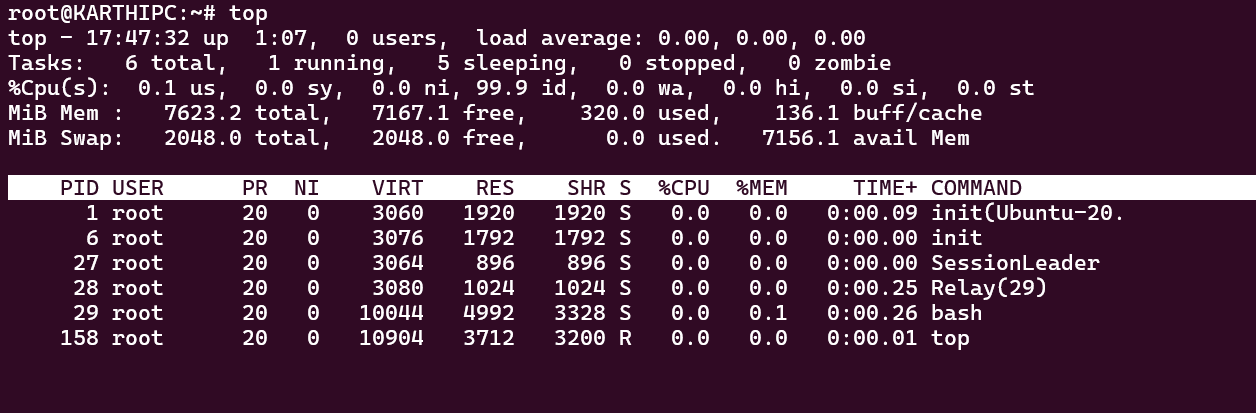 root@KARTHIPC:~# top
top - 17:47:32 up  1:07,  0 users,  load average: 0.00, 0.00, 0.00
Tasks:   6 total,   1 running,   5 sleeping,   0 stopped,   0 zombie
%Cpu(s):  0.1 us,  0.0 sy,  0.0 ni, 99.9 id,  0.0 wa,  0.0 hi,  0.0 si,  0.0 st
MiB Mem :   7623.2 total,   7167.1 free,    320.0 used,    136.1 buff/cache
MiB Swap:   2048.0 total,   2048.0 free,      0.0 used.   7156.1 avail Mem
    PID USER      PR  NI    VIRT    RES    SHR S  %CPU  %MEM     TIME+ COMMAND
      1 root      20   0    3060   1920   1920 S   0.0   0.0   0:00.09 init(Ubuntu-20.
      6 root      20   0    3076   1792   1792 S   0.0   0.0   0:00.00 init
     27 root      20   0    3064    896    896 S   0.0   0.0   0:00.00 SessionLeader
     28 root      20   0    3080   1024   1024 S   0.0   0.0   0:00.25 Relay(29)
     29 root      20   0   10044   4992   3328 S   0.0   0.1   0:00.26 bash
    158 root      20   0   10904   3712   3200 R   0.0   0.0   0:00.01 top